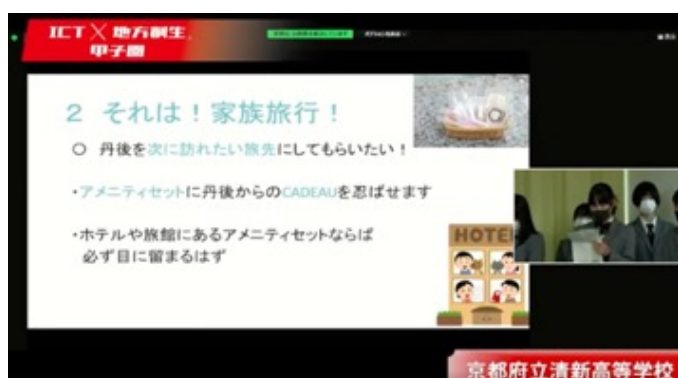 ICT×地方創生
甲子園
2 それは！家族旅行！
○ 丹後を次に訪れたい旅先にしてもらいたい！
・アメニティセットに丹後からのCADEAUを忍ばせます
・ホテルや旅館にあるアメニティセットならば
必ず目に留まるはず
HOTEL
京都府立清新高等学校